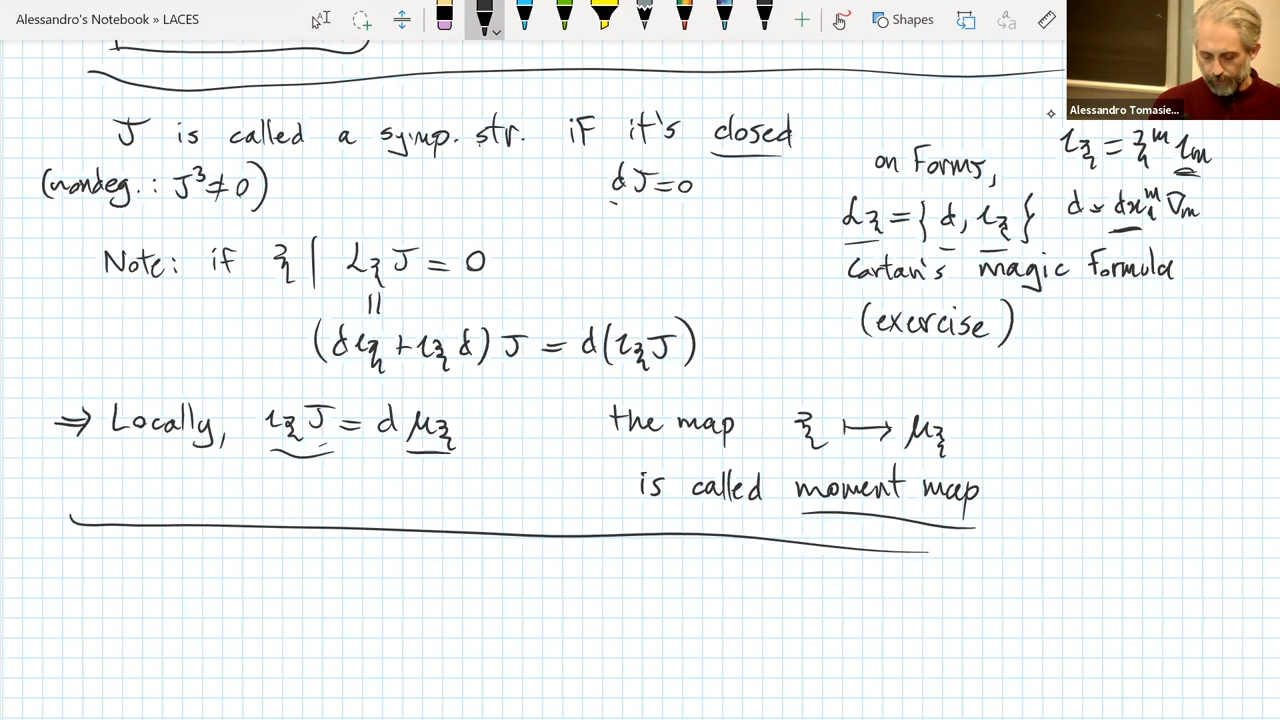 Alessandro's Notebook » LACES
Shapes
Alessandro Tomasie...
J is called a symp. str. if it's closed
(nondeg.: J³≠0) dJ=0
on forms, ι_ξ = ξ^m ι_m
L_ξ = {d, ι_ξ} d = dx^m ∇_m
Cartan's magic formula
(exercise)
Note: if ξ | L_ξ J = 0
||
(dι_ξ + ι_ξ d) J = d(ι_ξ J)
⇒ Locally, ι_ξ J = d μ_ξ the map ξ ⟼ μ_ξ
is called moment map